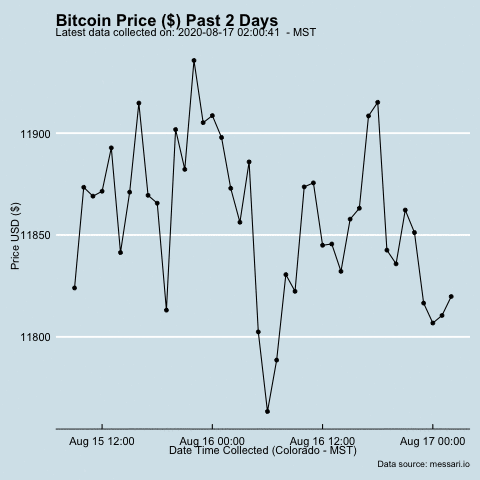 Bitcoin Price ($) Past 2 Days
Latest data collected on: 2020-08-17 02:00:41  - MST
11900
11850
11800
Price USD ($)
Aug 15 12:00 Aug 16 00:00 Aug 16 12:00 Aug 17 00:00
Date Time Collected (Colorado - MST)
Data source: messari.io